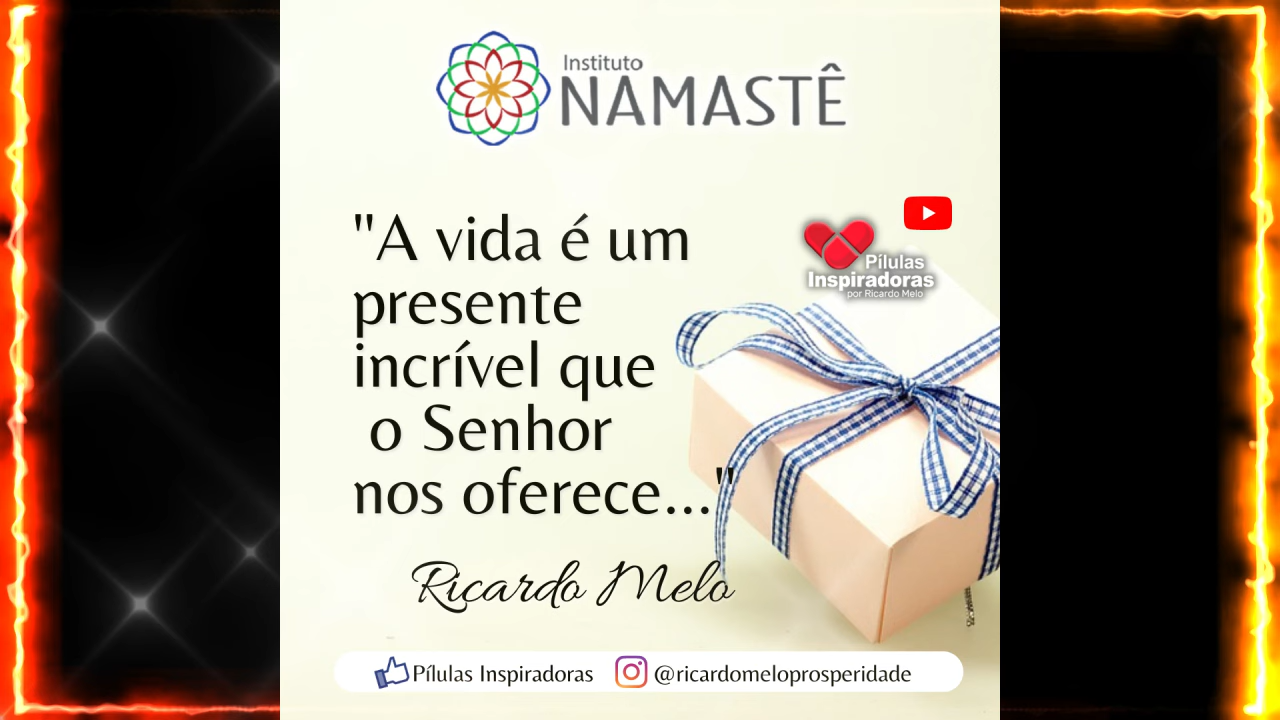 Instituto
NAMASTÊ
"A vida é um
presente
incrível que
o Senhor
nos oferece..."
Pílulas
Inspiradoras
por Ricardo Melo
Ricardo Melo
Pílulas Inspiradoras @ricardomeloprosperidade